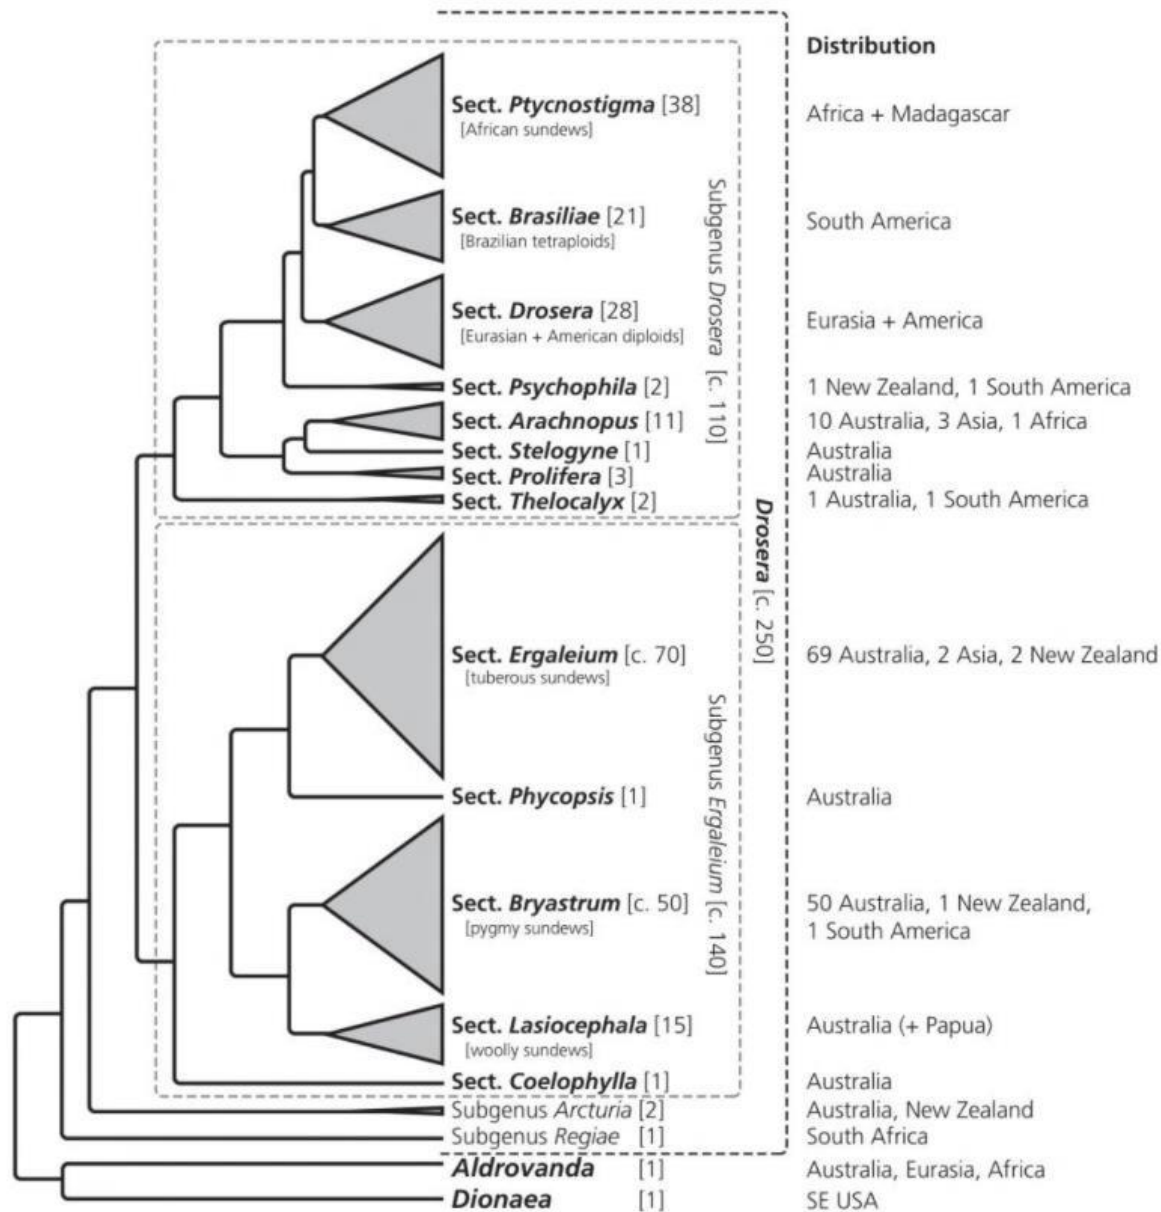 Distribution
Sect. Ptycnostigma [38]
[African sundews]
Africa + Madagascar
Sect. Brasiliae [21]
[Brazilian tetraploids]
South America
Sect. Drosera [28]
[Eurasian + American diploids]
Eurasia + America
Sect. Psychophila [2]
1 New Zealand, 1 South America
Sect. Arachnopus [11]
10 Australia, 3 Asia, 1 Africa
Sect. Stelogyne [1]
Australia
Sect. Prolifera [3]
Australia
Sect. Thelocalyx [2]
1 Australia, 1 South America
Subgenus Drosera [c. 110]
Drosera [c. 250]
Sect. Ergaleium [c. 70]
[tuberous sundews]
69 Australia, 2 Asia, 2 New Zealand
Sect. Phycopsis [1]
Australia
Sect. Bryastrum [c. 50]
[pygmy sundews]
50 Australia, 1 New Zealand,
1 South America
Sect. Lasiocephala [15]
[woolly sundews]
Australia (+ Papua)
Sect. Coelophylla [1]
Australia
Subgenus Ergaleium [c. 140]
Subgenus Arcturia [2]
Australia, New Zealand
Subgenus Regiae [1]
South Africa
Aldrovanda [1]
Australia, Eurasia, Africa
Dionaea [1]
SE USA